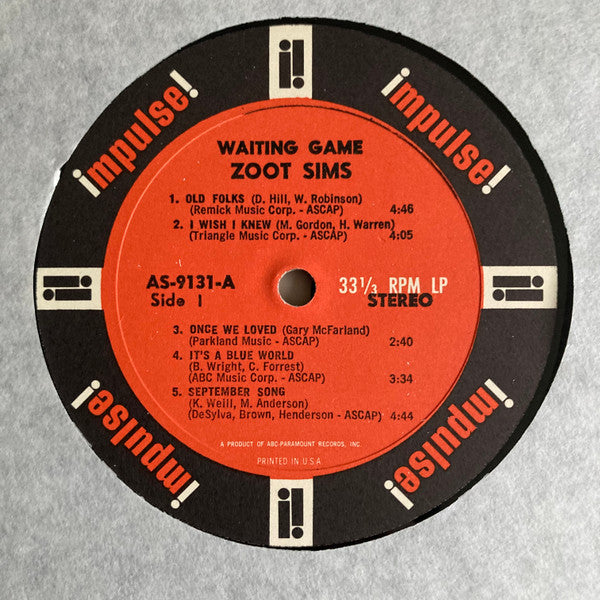 impulse!
impulse!
WAITING GAME
ZOOT SIMS
1. OLD FOLKS (D. Hill, W. Robinson)
(Remick Music Corp. - ASCAP) 4:46
2. I WISH I KNEW (M. Gordon, H. Warren)
(Triangle Music Corp. - ASCAP) 4:05
AS-9131-A 33 1/3 RPM LP
Side 1 STEREO
3. ONCE WE LOVED (Gary McFarland)
(Parkland Music - ASCAP) 2:40
4. IT'S A BLUE WORLD
(B. Wright, C. Forrest)
(ABC Music Corp. - ASCAP) 3:34
5. SEPTEMBER SONG
(K. Weill, M. Anderson)
(DeSylva, Brown, Henderson - ASCAP) 4:44
A PRODUCT OF ABC-PARAMOUNT RECORDS, INC.
PRINTED IN U.S.A
impulse!
impulse!